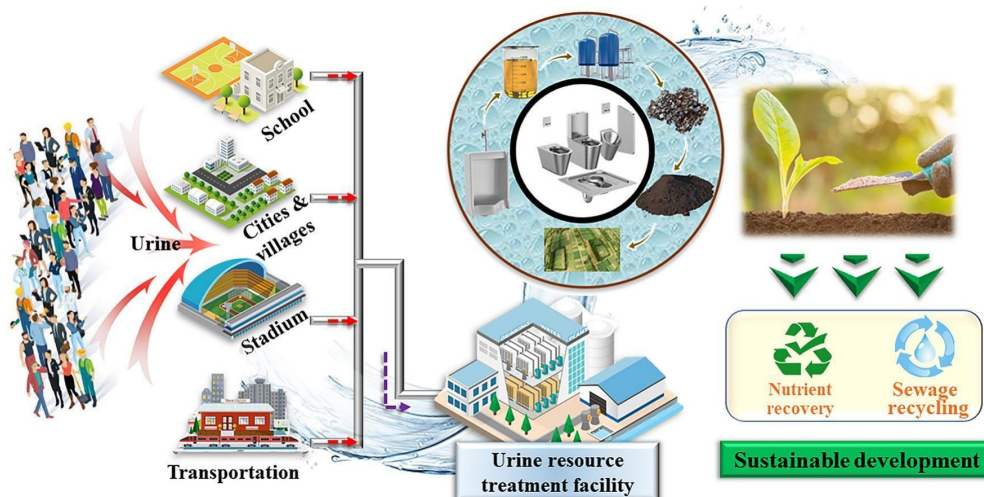 School
Urine
Cities &
villages
Stadium
Transportation
Urine resource
treatment facility
Nutrient
recovery
Sewage
recycling
Sustainable development